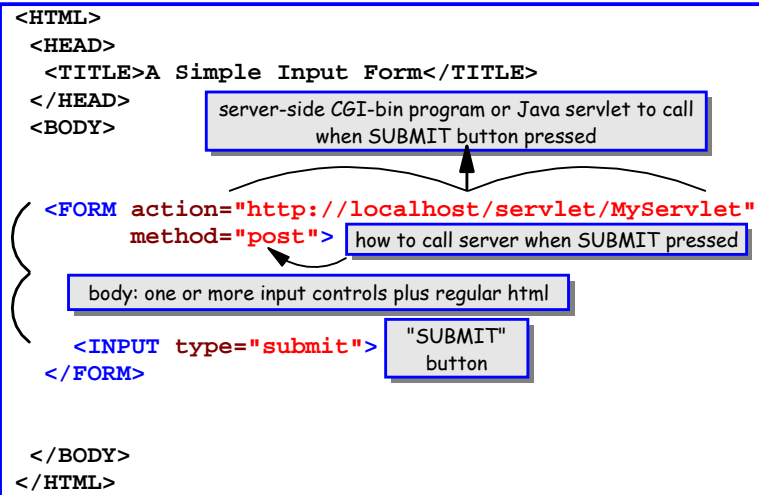 <HTML>
<HEAD>
<TITLE>A Simple Input Form</TITLE>
</HEAD>
server-side CGI-bin program or Java servlet to call
when SUBMIT button pressed
<BODY>
<FORM action="http://localhost/servlet/MyServlet"
method="post">
how to call server when SUBMIT pressed
body: one or more input controls plus regular html
<INPUT type="submit">
"SUBMIT"
button
</FORM>
</BODY>
</HTML>